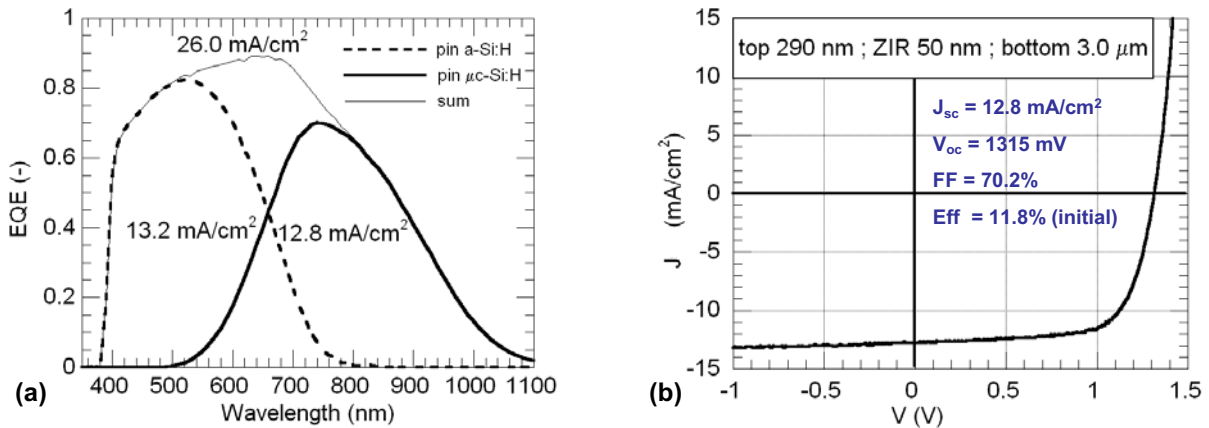 1
0.8
0.6
0.4
0.2
0
EQE (-)
26.0 mA/cm²
pin a-Si:H
pin μc-Si:H
sum
13.2 mA/cm²
12.8 mA/cm²
400 500 600 700 800 900 1000 1100
Wavelength (nm)
(a)
15
10
5
0
-5
-10
-15
J (mA/cm²)
top 290 nm ; ZIR 50 nm ; bottom 3.0 μm
J_sc = 12.8 mA/cm²
V_oc = 1315 mV
FF = 70.2%
Eff = 11.8% (initial)
-1 -0.5 0 0.5 1 1.5
V (V)
(b)